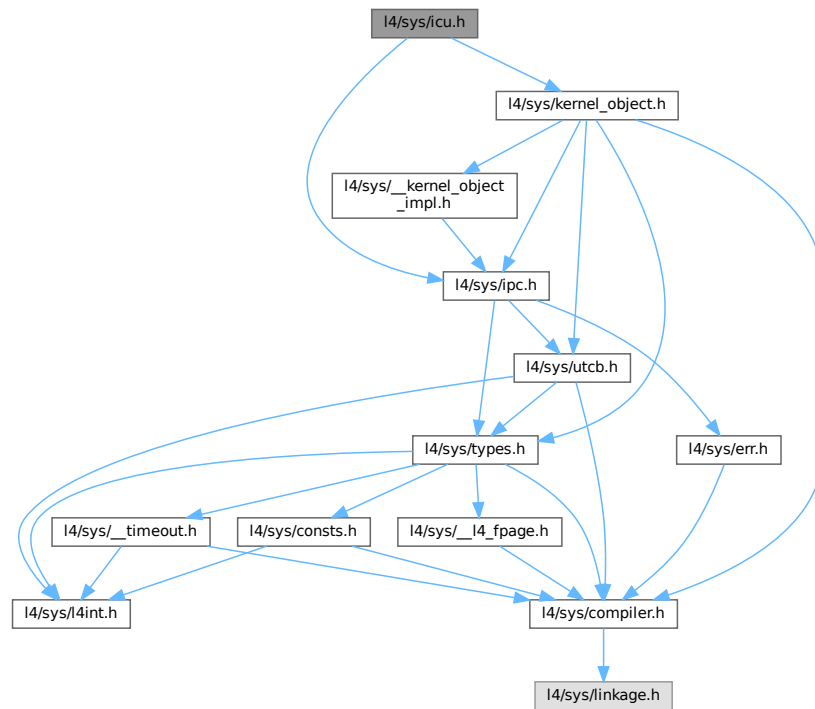 l4/sys/icu.h
l4/sys/kernel_object.h
l4/sys/__kernel_object
_impl.h
l4/sys/ipc.h
l4/sys/utcb.h
l4/sys/types.h
l4/sys/err.h
l4/sys/__timeout.h
l4/sys/consts.h
l4/sys/__l4_fpage.h
l4/sys/l4int.h
l4/sys/compiler.h
l4/sys/linkage.h